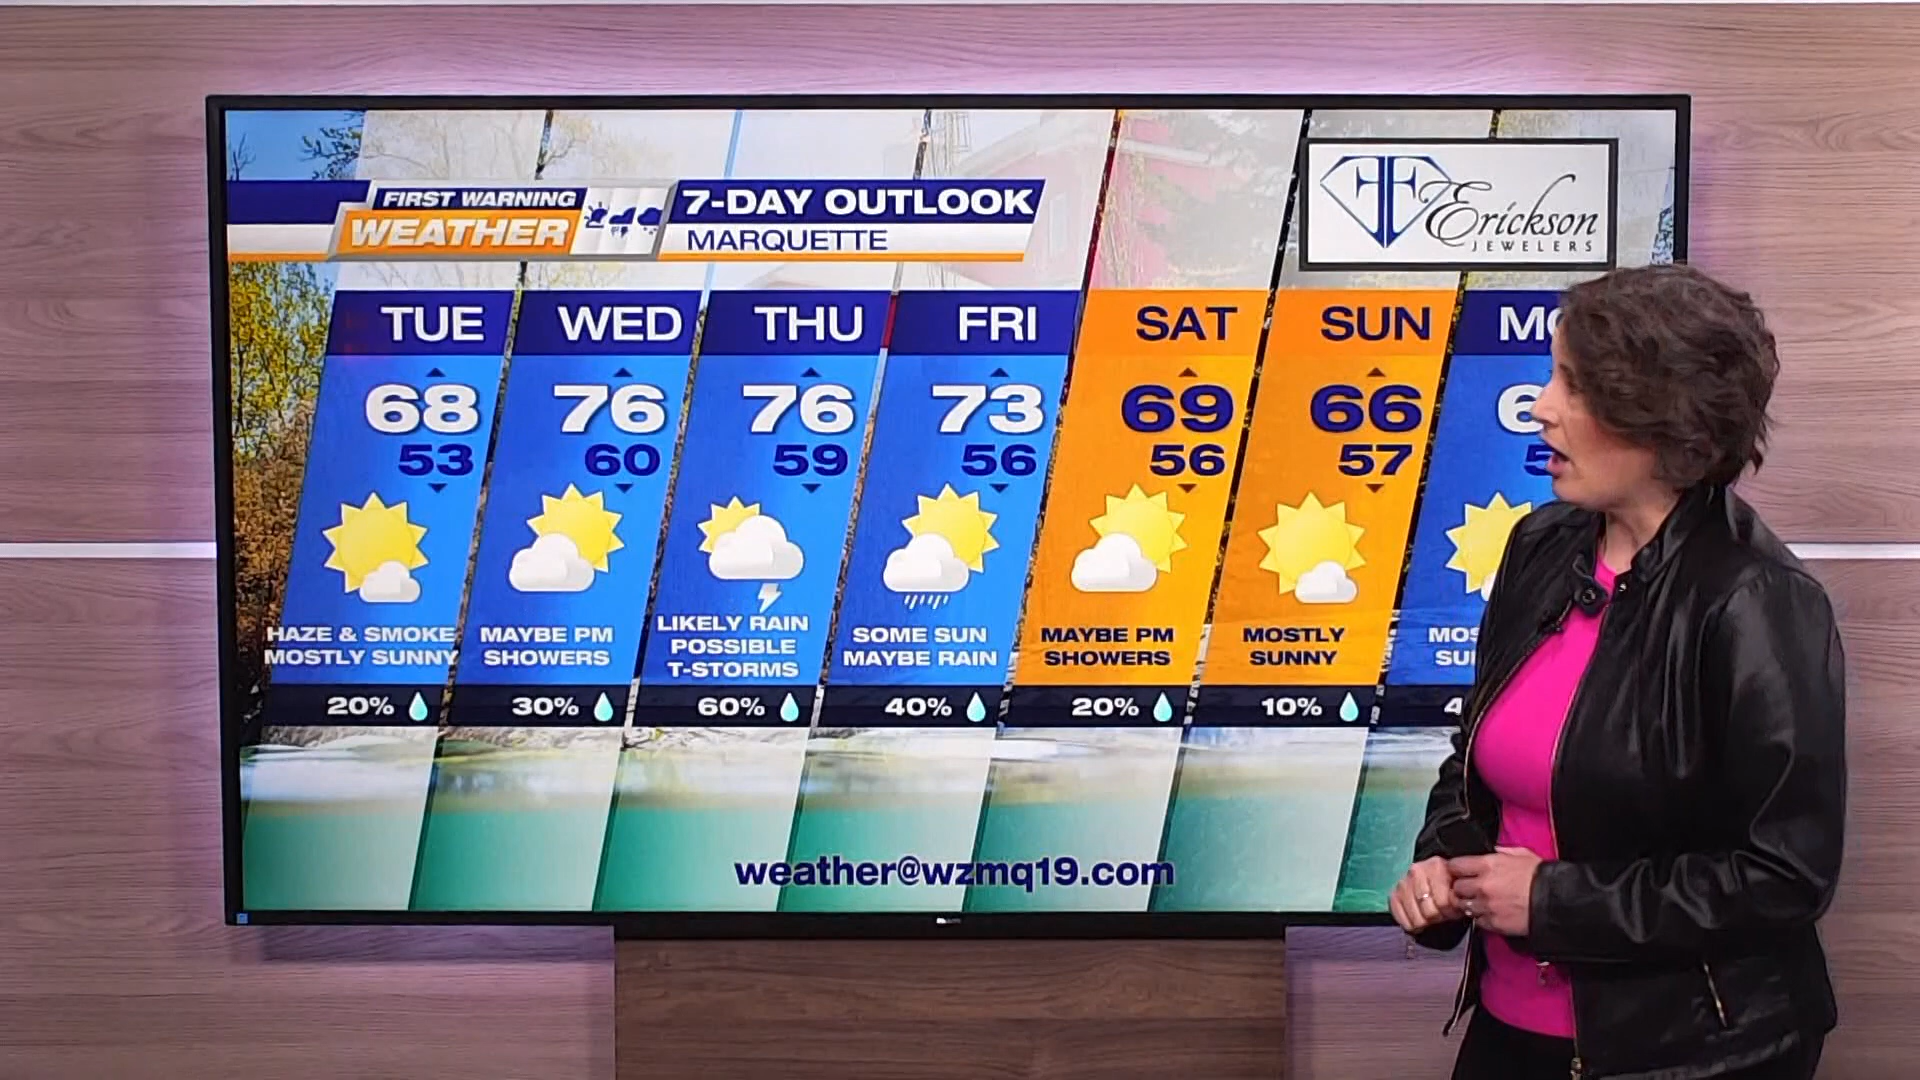 FIRST WARNING
WEATHER
7-DAY OUTLOOK
MARQUETTE
Erickson
JEWELERS
TUE WED THU FRI SAT SUN
68 76 76 73 69 66
53 60 59 56 56 57
HAZE & SMOKE
MOSTLY SUNNY
MAYBE PM
SHOWERS
LIKELY RAIN
POSSIBLE
T-STORMS
SOME SUN
MAYBE RAIN
MAYBE PM
SHOWERS
MOSTLY
SUNNY
20% 30% 60% 40% 20% 10%
weather@wzmq19.com